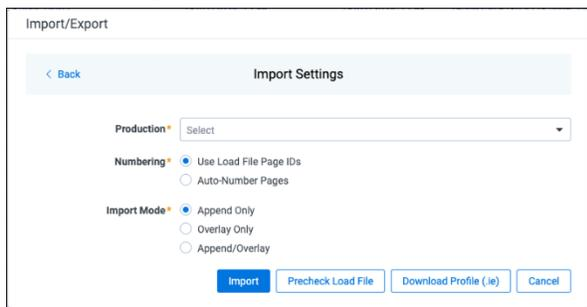 Import/Export
< Back
Import Settings
Production*
Select
Numbering*
Use Load File Page IDs
Auto-Number Pages
Import Mode*
Append Only
Overlay Only
Append/Overlay
Import
Precheck Load File
Download Profile (.ie)
Cancel